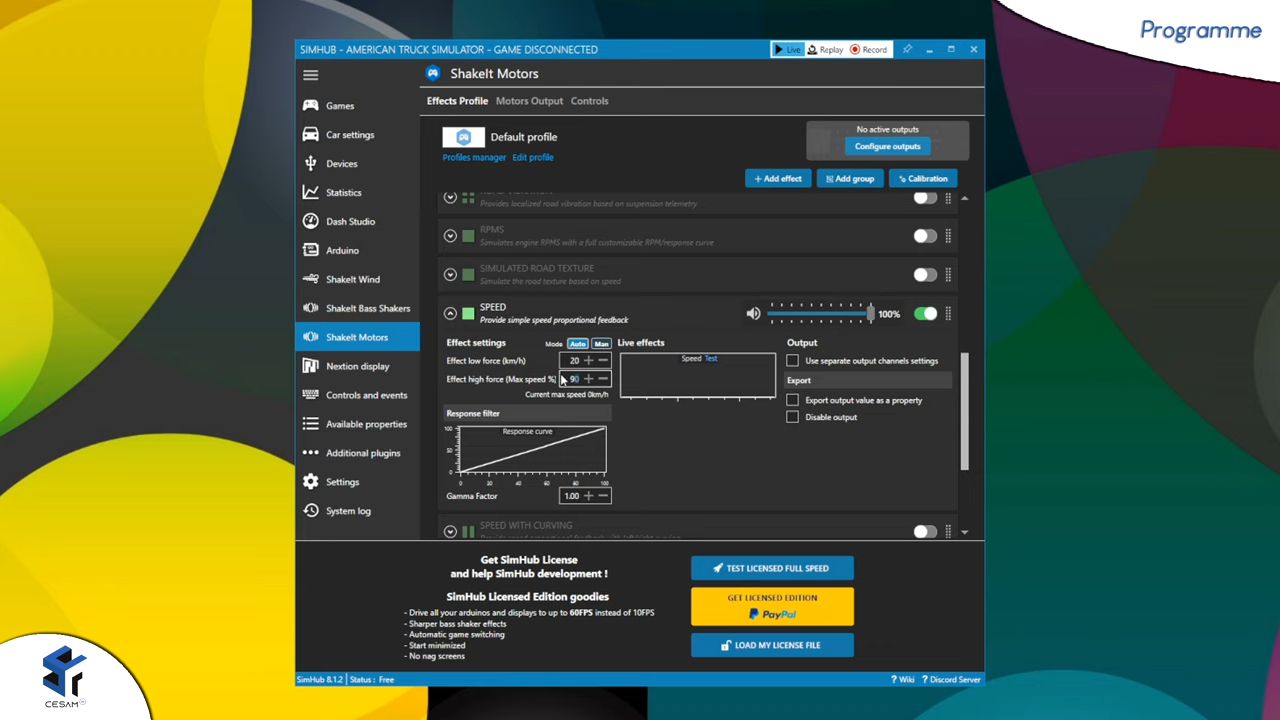 Programme
SIMHUB - AMERICAN TRUCK SIMULATOR - GAME DISCONNECTED
Live Replay Record
ShakeIt Motors
Games
Car settings
Devices
Statistics
Dash Studio
Arduino
ShakeIt Wind
ShakeIt Bass Shakers
ShakeIt Motors
Nextion display
Controls and events
Available properties
Additional plugins
Settings
System log
Effects Profile Motors Output Controls
Default profile
Profiles manager Edit profile
No active outputs
Configure outputs
+ Add effect Add group Calibration
Provides localized road vibration based on suspension telemetry
RPMS
Simulates engine RPMS with a full customizable RPM/response curve
SIMULATED ROAD TEXTURE
Simulate the road texture based on speed
SPEED
Provide simple speed proportional feedback
100%
Effect settings
Mode Auto Man
Effect low force (km/h) 20
Effect high force (Max speed %) 90
Current max speed 0km/h
Response filter
Response curve
100
50
0
0 20 40 60 80 100
Gamma Factor 1.00
Live effects
Speed Test
Output
Use separate output channels settings
Export
Export output value as a property
Disable output
SPEED WITH CURVING
Get SimHub License
and help SimHub development !
SimHub Licensed Edition goodies
- Drive all your arduinos and displays to up to 60FPS instead of 10FPS
- Sharper bass shaker effects
- Automatic game switching
- Start minimized
- No nag screens
TEST LICENSED FULL SPEED
GET LICENSED EDITION
PayPal
LOAD MY LICENSE FILE
SimHub 8.1.2 Status : Free
? Wiki ? Discord Server
CESAM